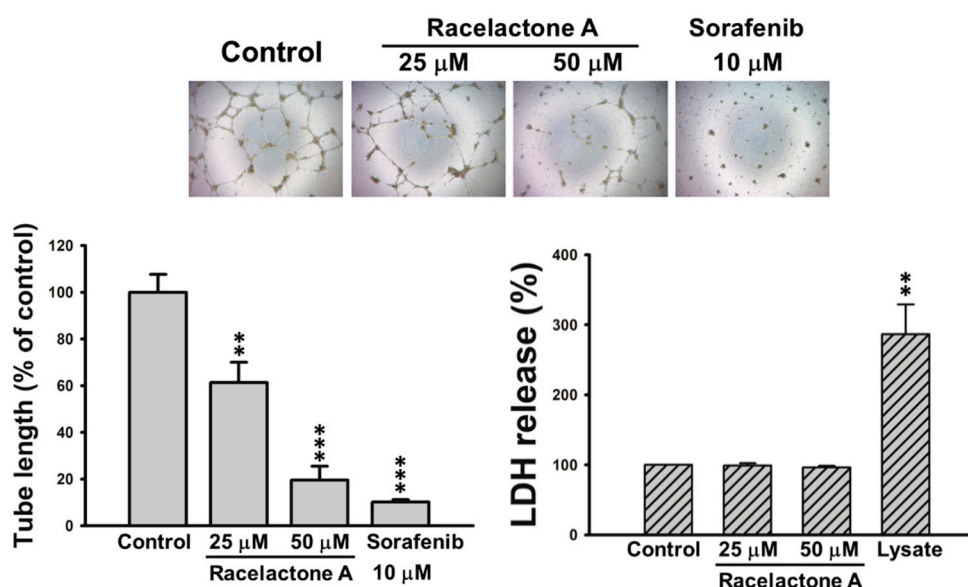 Control
Racelactone A
25 μM 50 μM
Sorafenib
10 μM
Tube length (% of control)
120
100
80
60
40
20
0
**
***
***
Control 25 μM 50 μM Sorafenib
Racelactone A 10 μM
LDH release (%)
400
300
200
100
0
**
Control 25 μM 50 μM Lysate
Racelactone A